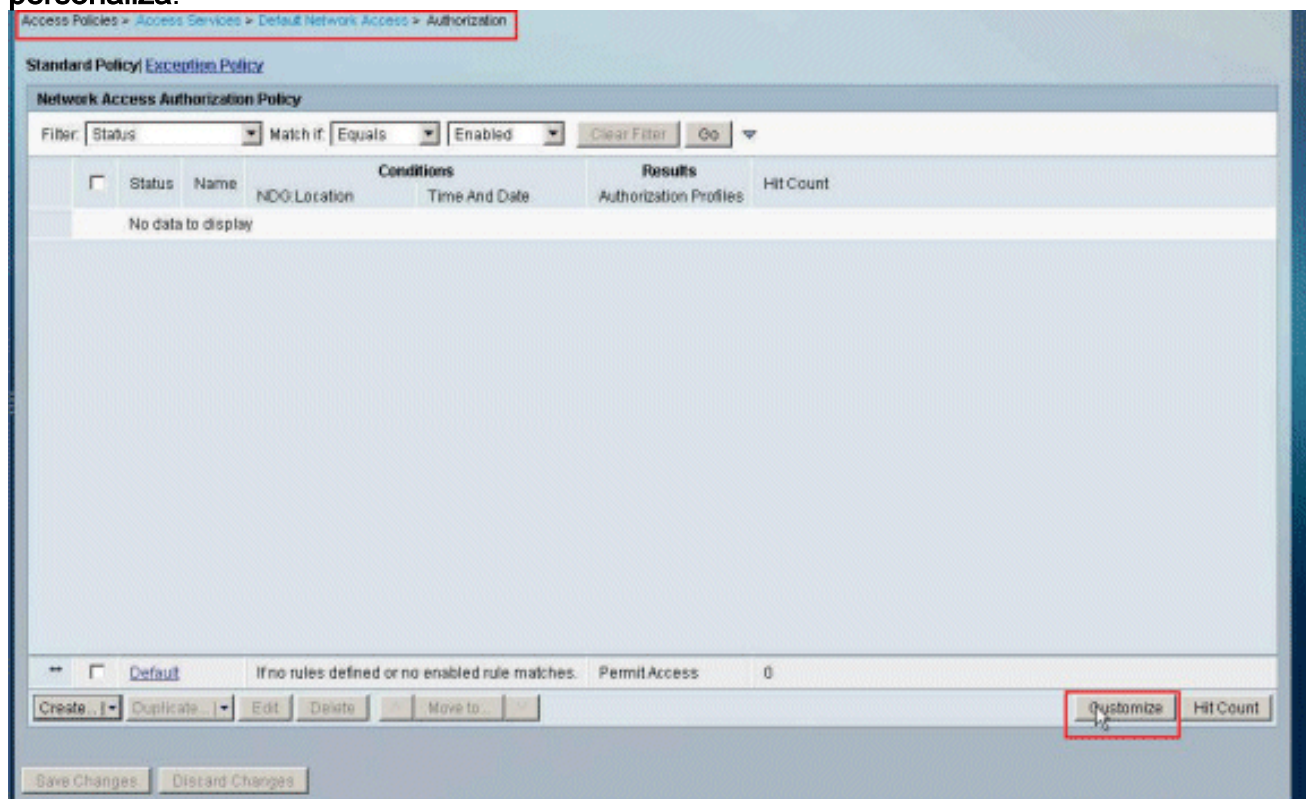 personaliza.
Access Policies > Access Services > Default Network Access > Authorization
Standard Policy| Exception Policy
Network Access Authorization Policy
Filter: Status Match if: Equals Enabled Clear Filter Go
Conditions Results
Status Name NDG:Location Time And Date Authorization Profiles Hit Count
No data to display
Default If no rules defined or no enabled rule matches. Permit Access 0
Create... Duplicate... Edit Delete Move to... Customize Hit Count
Save Changes Discard Changes